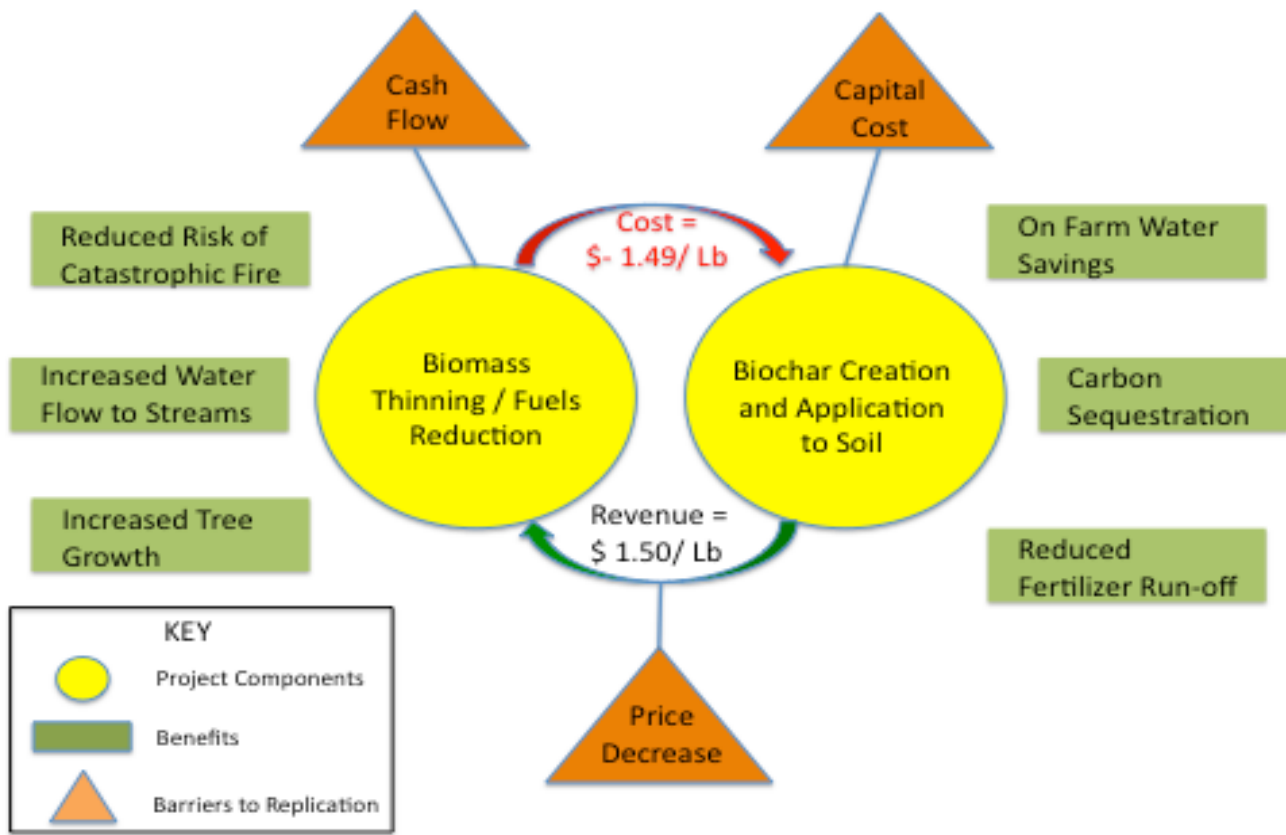 Cash
Flow
Capital
Cost
Cost =
$- 1.49/ Lb
Reduced Risk of
Catastrophic Fire
On Farm Water
Savings
Increased Water
Flow to Streams
Biomass
Thinning / Fuels
Reduction
Biochar Creation
and Application
to Soil
Carbon
Sequestration
Increased Tree
Growth
Revenue =
$ 1.50/ Lb
Reduced
Fertilizer Run-off
KEY
Project Components
Benefits
Barriers to Replication
Price
Decrease